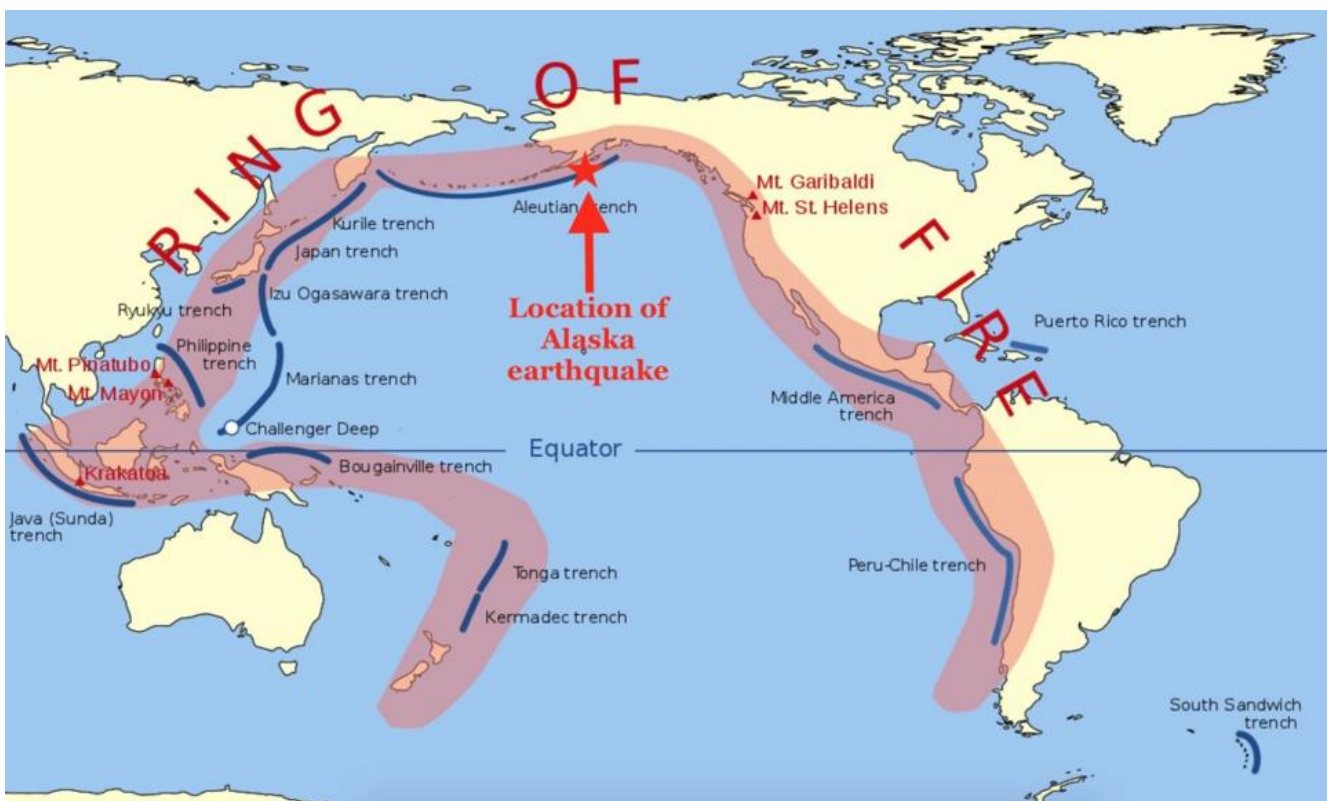 RING OF FIRE
Mt. Garibaldi
Mt. St. Helens
Aleutian trench
Kurile trench
Japan trench
Izu Ogasawara trench
Ryukyu trench
Philippine
trench
Mt. Pinatubo
Mt. Mayon
Marianas trench
Challenger Deep
Location of
Alaska
earthquake
Puerto Rico trench
Middle America
trench
Equator
Bougainville trench
Krakatoa
Java (Sunda)
trench
Tonga trench
Kermadec trench
Peru-Chile trench
South Sandwich
trench